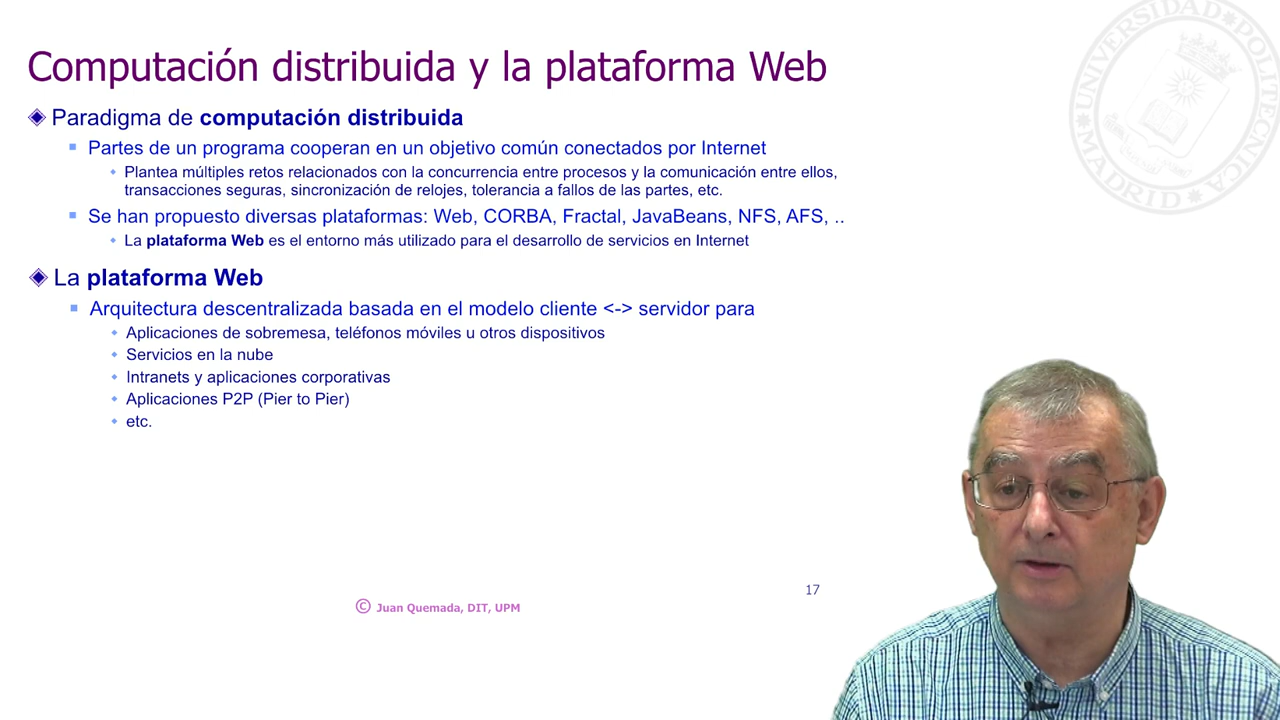 Computación distribuida y la plataforma Web
Paradigma de computación distribuida
Partes de un programa cooperan en un objetivo común conectados por Internet
Plantea múltiples retos relacionados con la concurrencia entre procesos y la comunicación entre ellos,
transacciones seguras, sincronización de relojes, tolerancia a fallos de las partes, etc.
Se han propuesto diversas plataformas: Web, CORBA, Fractal, JavaBeans, NFS, AFS, ..
La plataforma Web es el entorno más utilizado para el desarrollo de servicios en Internet
La plataforma Web
Arquitectura descentralizada basada en el modelo cliente <-> servidor para
Aplicaciones de sobremesa, teléfonos móviles u otros dispositivos
Servicios en la nube
Intranets y aplicaciones corporativas
Aplicaciones P2P (Pier to Pier)
etc.
17
© Juan Quemada, DIT, UPM
UNIVERSIDAD POLITECNICA
MADRID